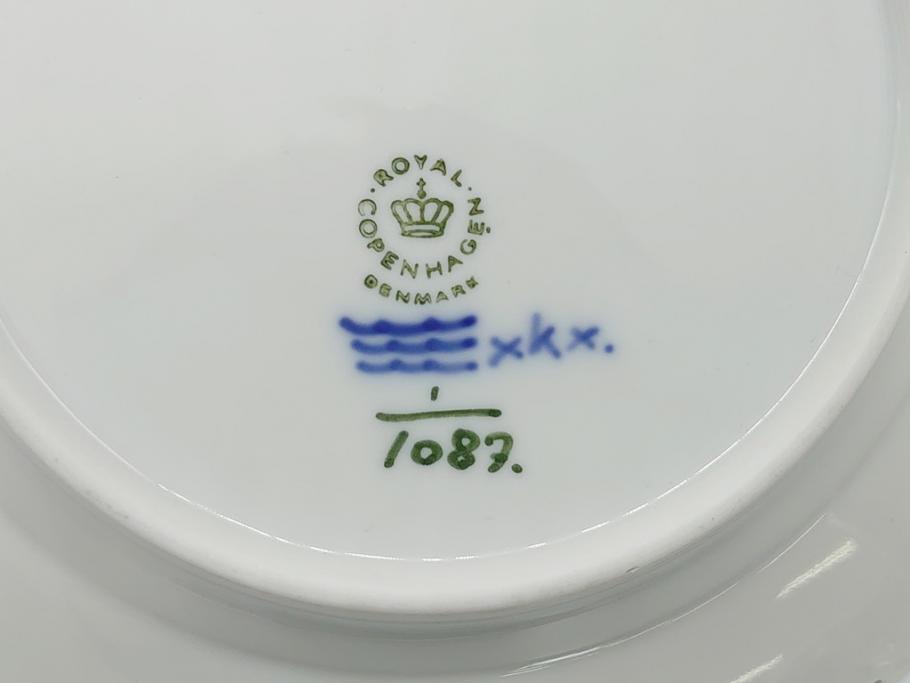 ROYAL
COPENHAGEN
DENMARK
xkx.
1
1087.